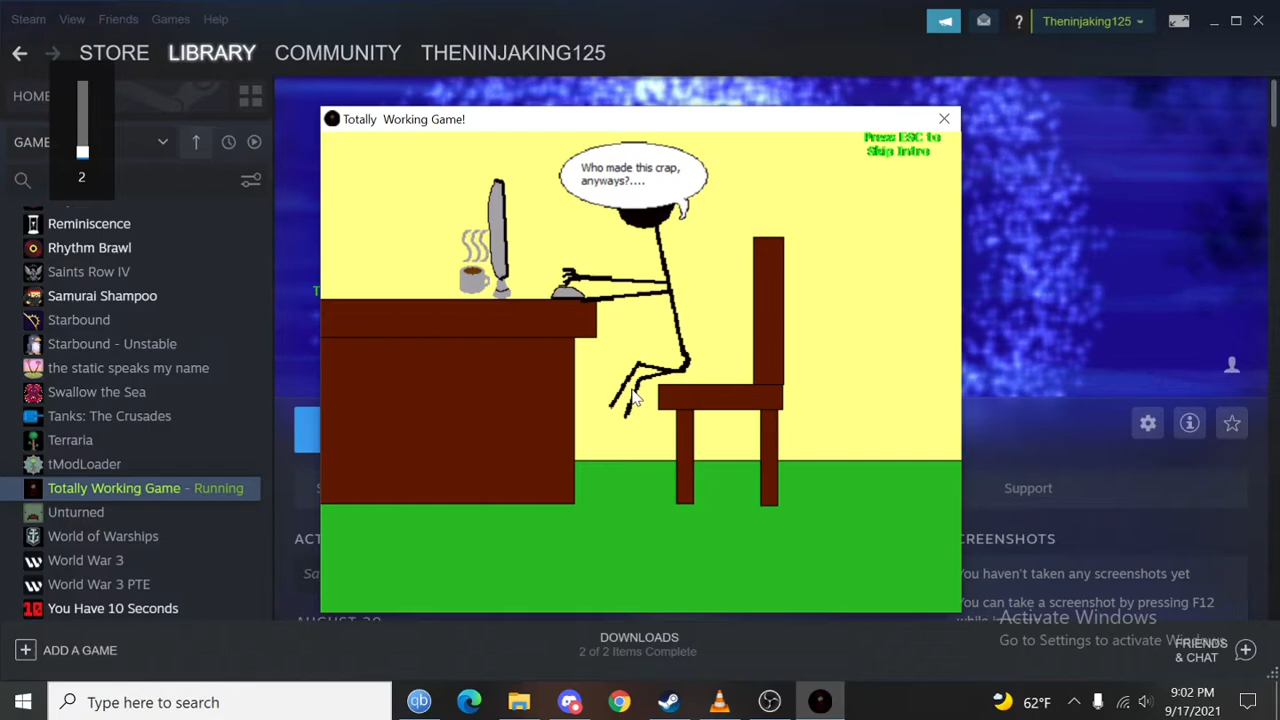 Steam View Friends Games Help
Theninjaking125
STORE LIBRARY COMMUNITY THENINJAKING125
HOME
GAME
2
Reminiscence
Rhythm Brawl
Saints Row IV
Samurai Shampoo
Starbound
Starbound - Unstable
the static speaks my name
Swallow the Sea
Tanks: The Crusades
Terraria
tModLoader
Totally Working Game - Running
Unturned
World of Warships
World War 3
World War 3 PTE
You Have 10 Seconds
Totally Working Game!
Press ESC to
Skip Intro
Who made this crap,
anyways?....
Support
SCREENSHOTS
You haven't taken any screenshots yet
You can take a screenshot by pressing F12
Activate Windows
Go to Settings to activate Windows.
ADD A GAME
DOWNLOADS
2 of 2 Items Complete
FRIENDS
& CHAT
Type here to search
62°F
9:02 PM
9/17/2021